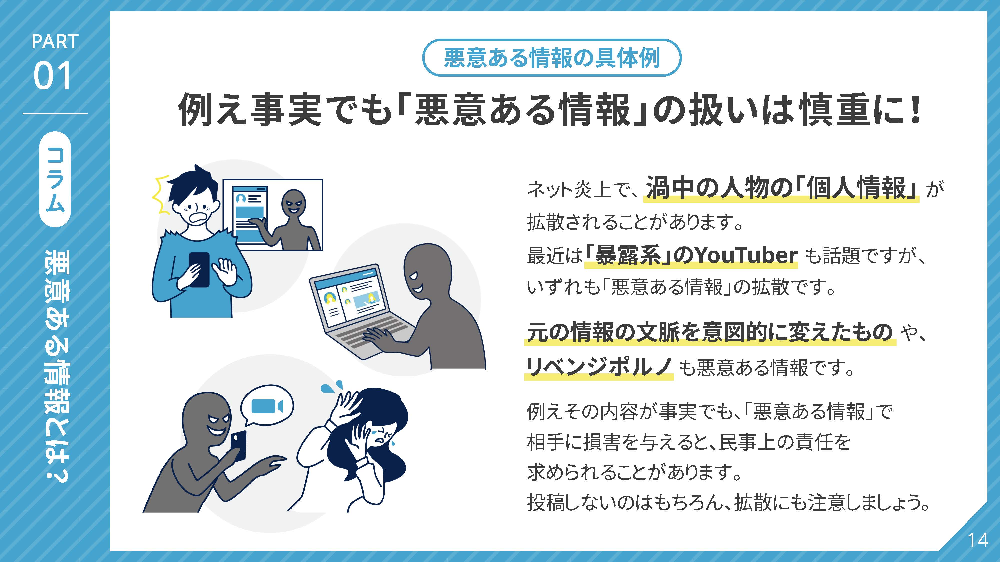 PART
01
コラム
悪意ある情報とは？
悪意ある情報の具体例
例え事実でも「悪意ある情報」の扱いは慎重に！
ネット炎上で、渦中の人物の「個人情報」が
拡散されることがあります。
最近は「暴露系」のYouTuberも話題ですが、
いずれも「悪意ある情報」の拡散です。
元の情報の文脈を意図的に変えたものや、
リベンジポルノも悪意ある情報です。
例えその内容が事実でも、「悪意ある情報」で
相手に損害を与えると、民事上の責任を
求められることがあります。
投稿しないのはもちろん、拡散にも注意しましょう。
14